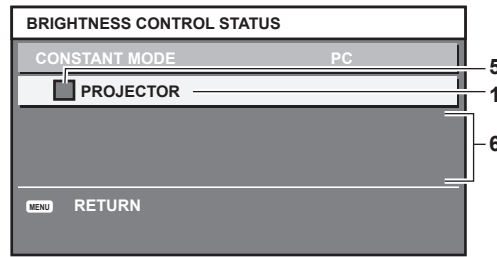 BRIGHTNESS CONTROL STATUS
CONSTANT MODE PC
5
PROJECTOR 1
6
MENU RETURN